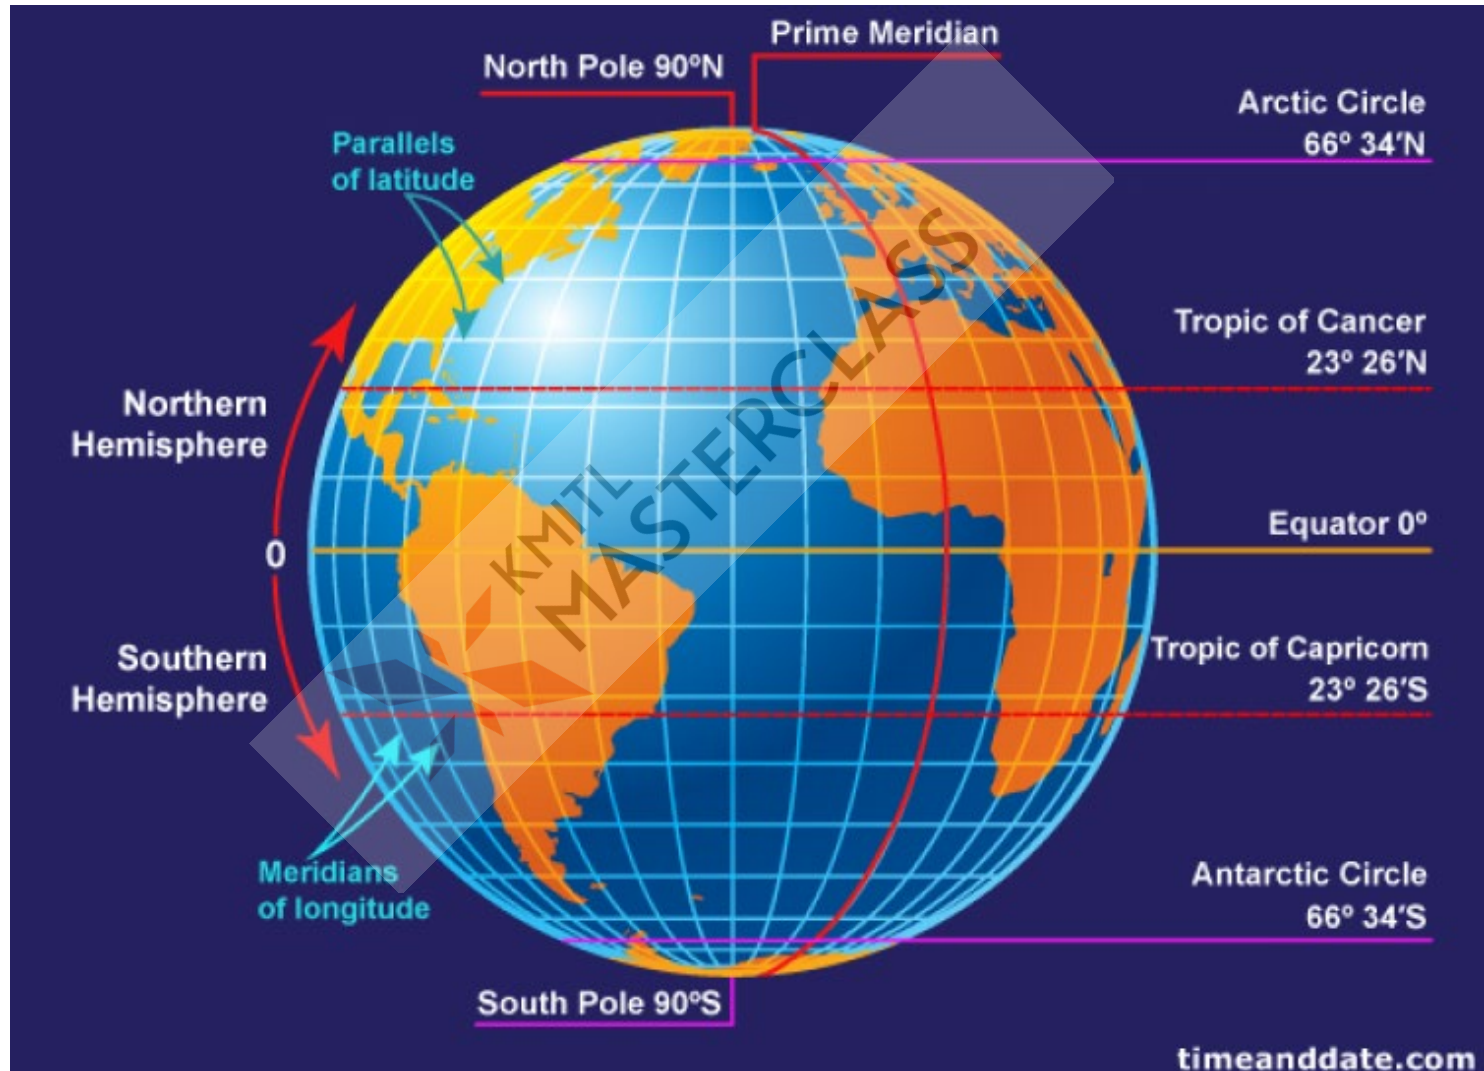 Prime Meridian
North Pole 90ºN
Arctic Circle
66º 34'N
Parallels
of latitude
Tropic of Cancer
23º 26'N
Northern
Hemisphere
Equator 0º
0
Southern
Hemisphere
Tropic of Capricorn
23º 26'S
Meridians
of longitude
Antarctic Circle
66º 34'S
South Pole 90ºS
KMITL
MASTERCLASS
timeanddate.com